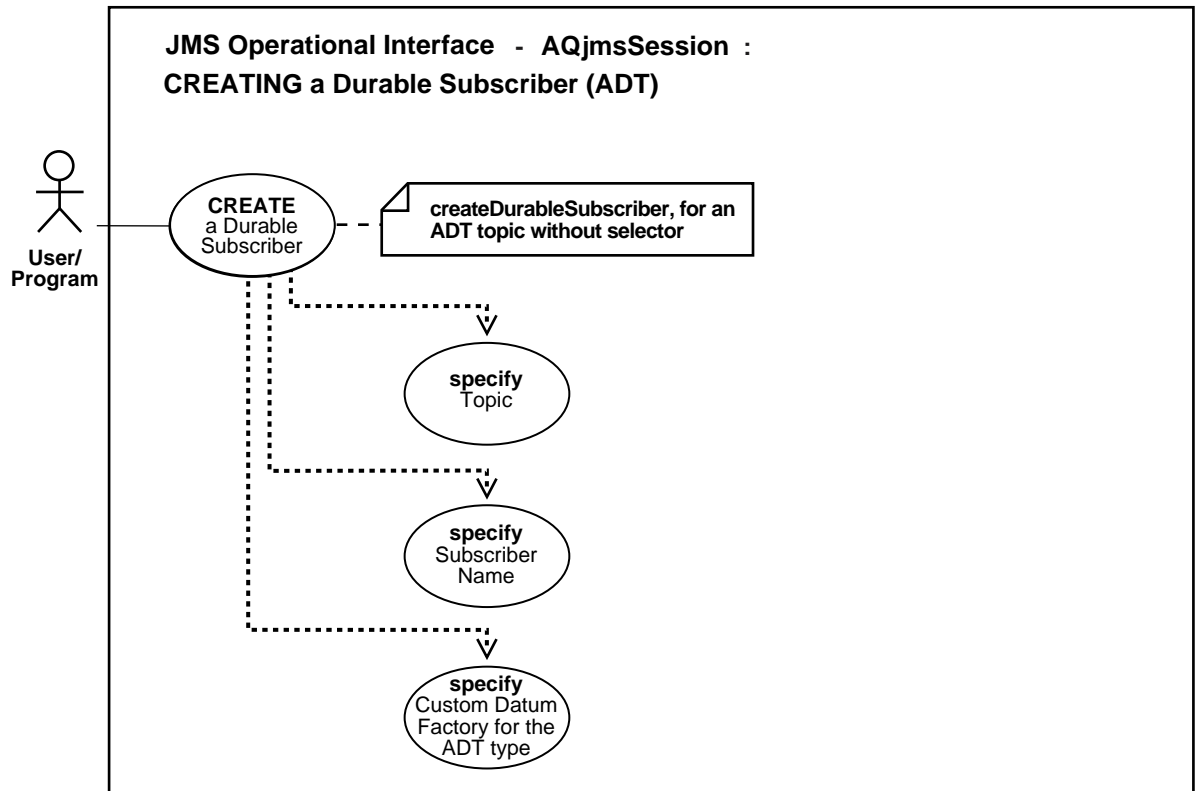 JMS Operational Interface - AQjmsSession :
CREATING a Durable Subscriber (ADT)
User/
Program
CREATE
a Durable
Subscriber
createDurableSubscriber, for an
ADT topic without selector
specify
Topic
specify
Subscriber
Name
specify
Custom Datum
Factory for the
ADT type